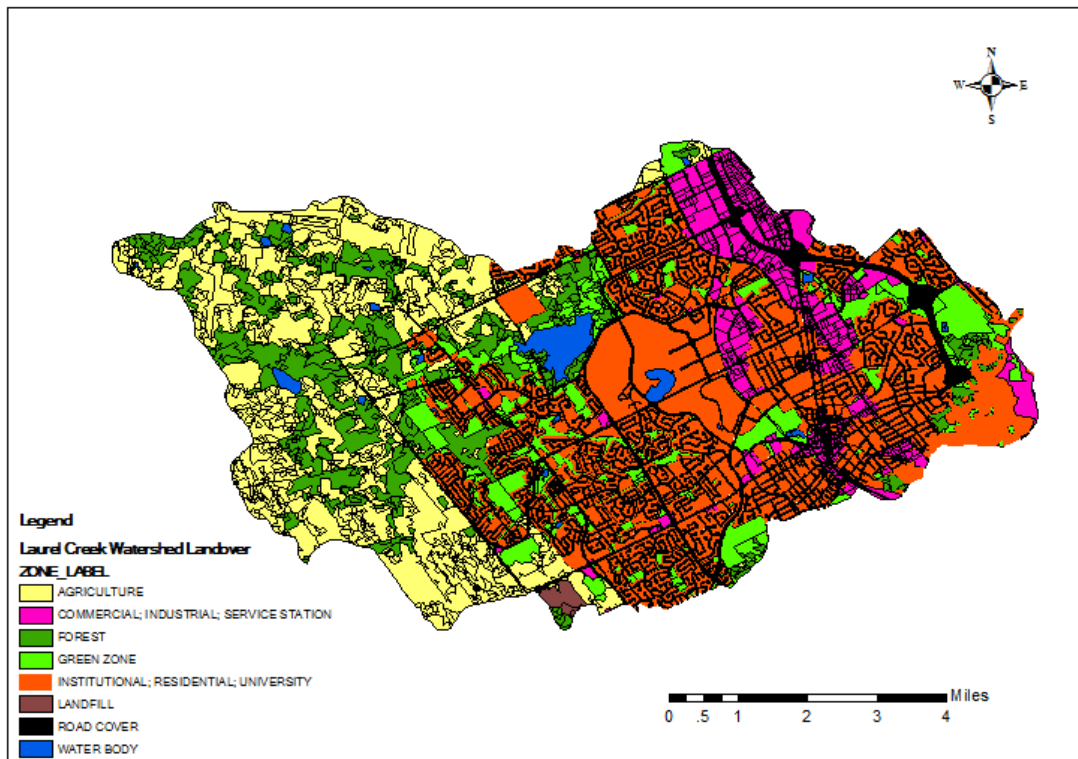 N
W E
S
Legend
Laurel Creek Watershed Landover
ZONE_LABEL
AGRICULTURE
COMMERCIAL; INDUSTRIAL; SERVICE STATION
FOREST
GREEN ZONE
INSTITUTIONAL; RESIDENTIAL; UNIVERSITY
LANDFILL
ROAD COVER
WATER BODY
Miles
0 .5 1 2 3 4